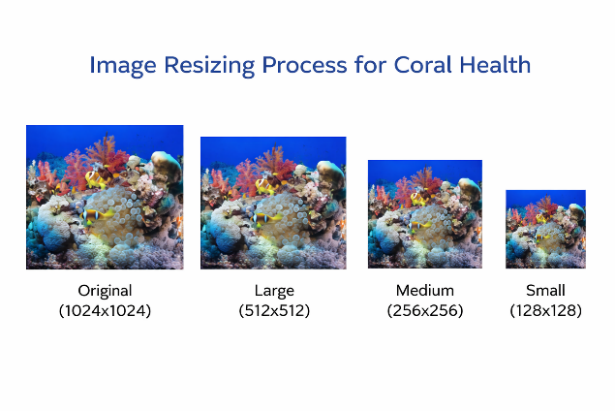 Image Resizing Process for Coral Health
Original
(1024x1024)
Large
(512x512)
Medium
(256x256)
Small
(128x128)